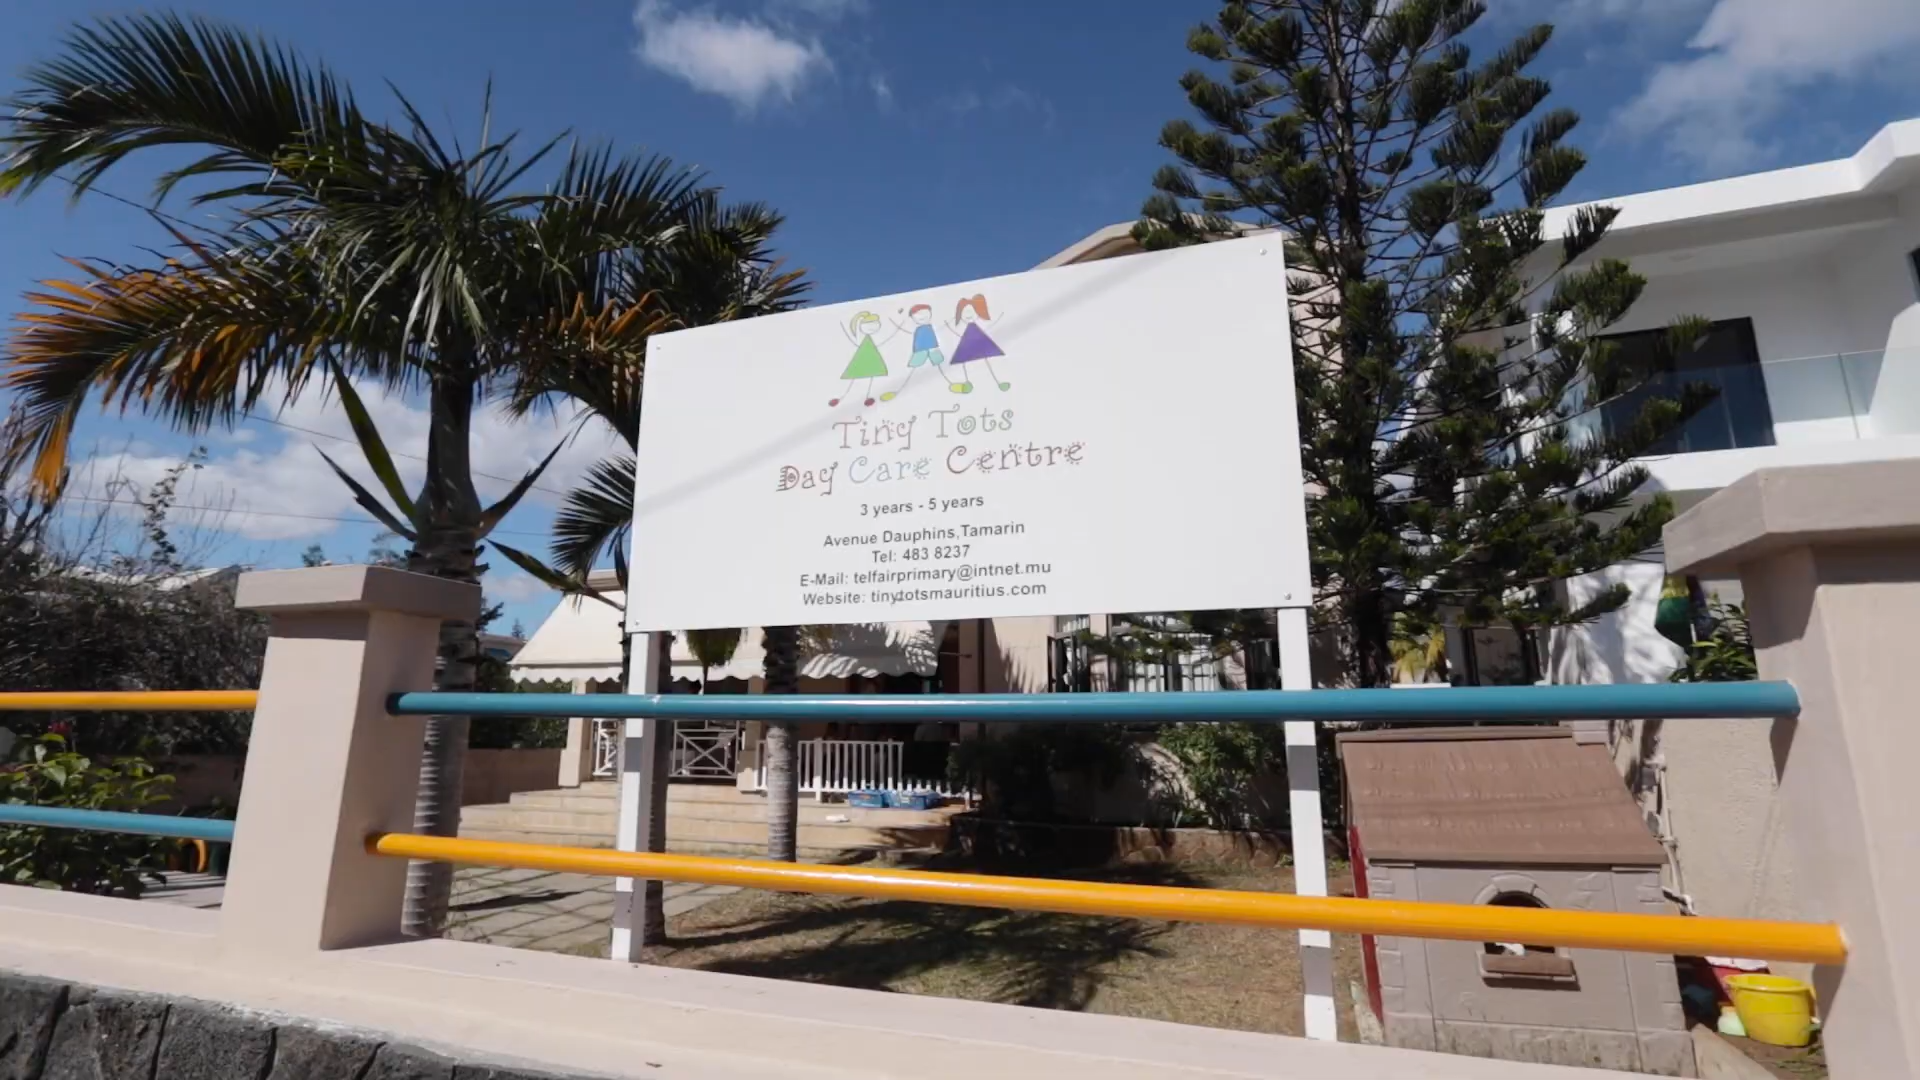 Tiny Tots
Day Care Centre
3 years - 5 years
Avenue Dauphins,Tamarin
Tel: 483 8237
E-Mail: telfairprimary@intnet.mu
Website: tinytotsmauritius.com